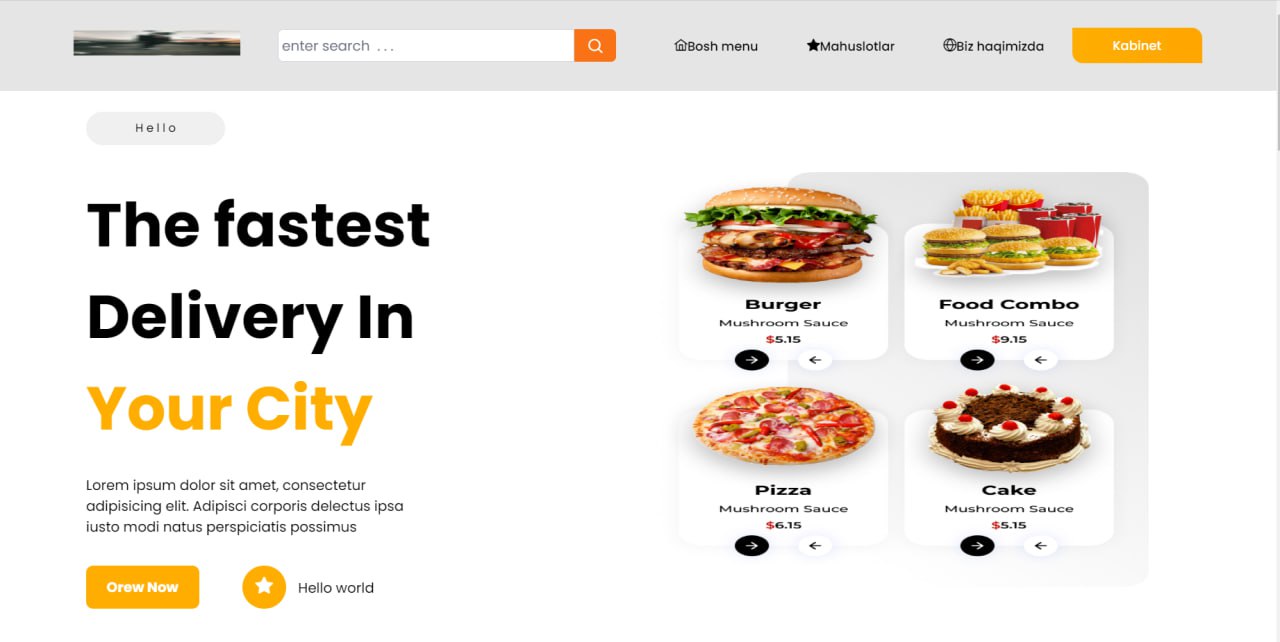 enter search . . .
Bosh menu
Mahuslotlar
Biz haqimizda
Kabinet
Hello
The fastest
Delivery In
Your City
Lorem ipsum dolor sit amet, consectetur
adipisicing elit. Adipisci corporis delectus ipsa
iusto modi natus perspiciatis possimus
Orew Now
Hello world
Burger
Mushroom Sauce
$5.15
Food Combo
Mushroom Sauce
$9.15
Pizza
Mushroom Sauce
$6.15
Cake
Mushroom Sauce
$5.15